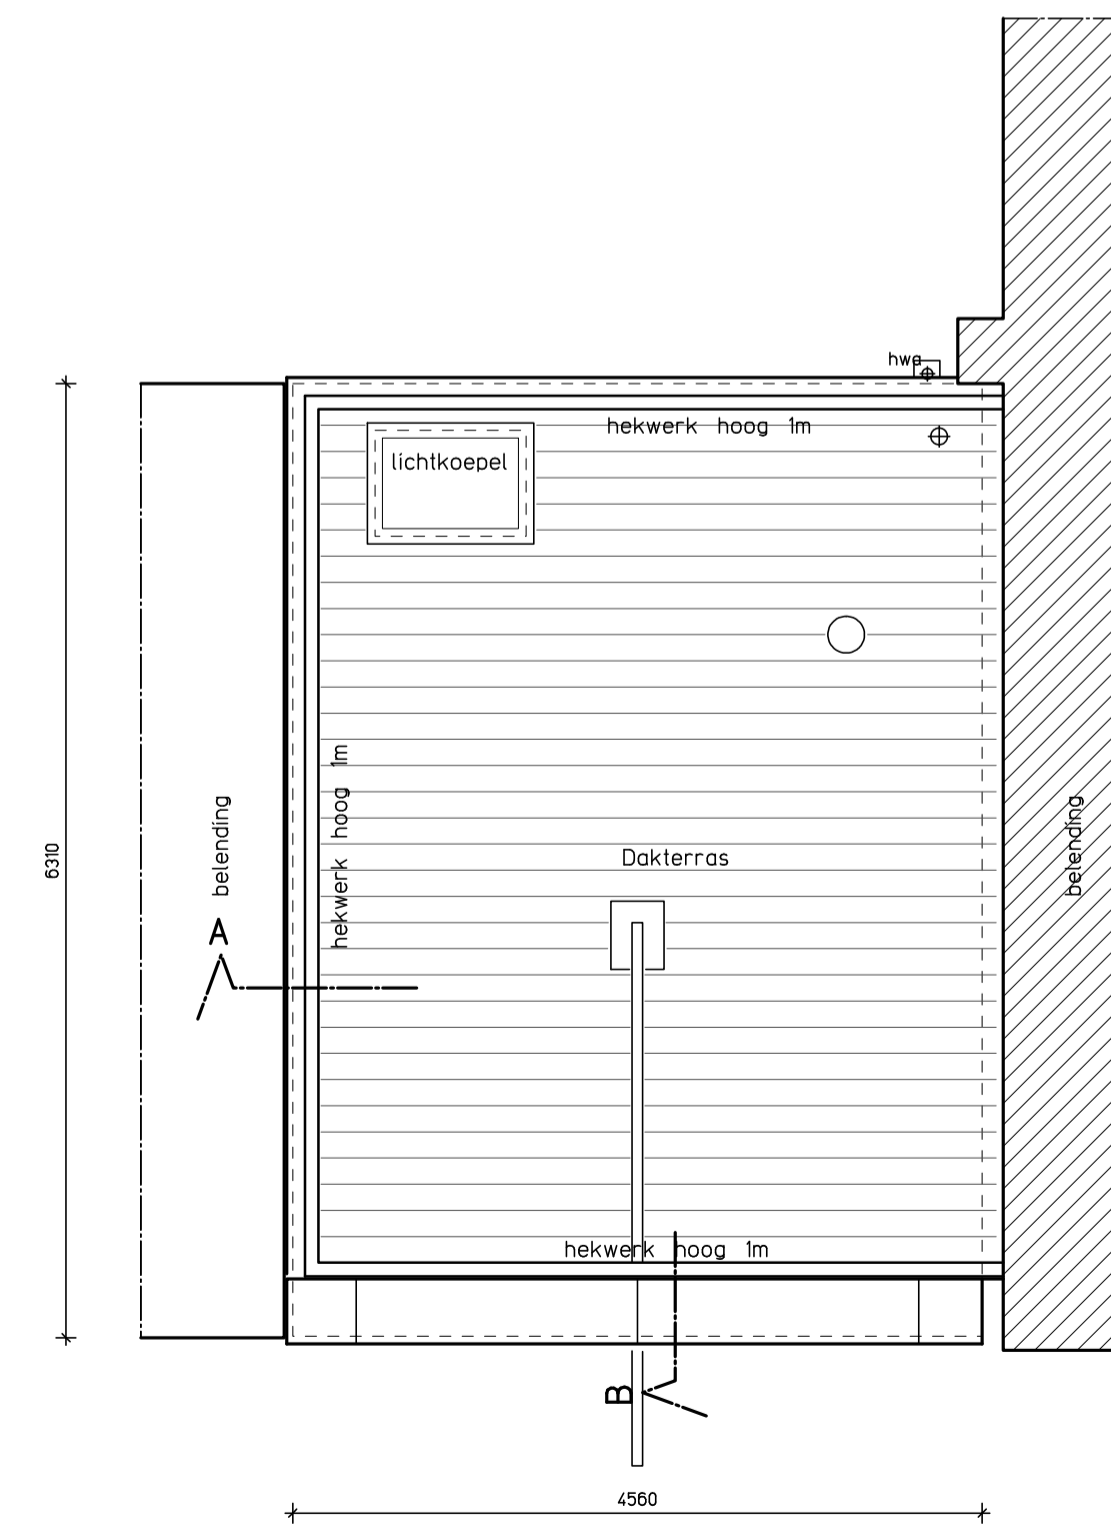 hwa
hekwerk hoog 1m
lichtkoepel
hekwerk hoog 1m
belending
belending
6310
Dakterras
A
hekwerk hoog 1m
B
4560